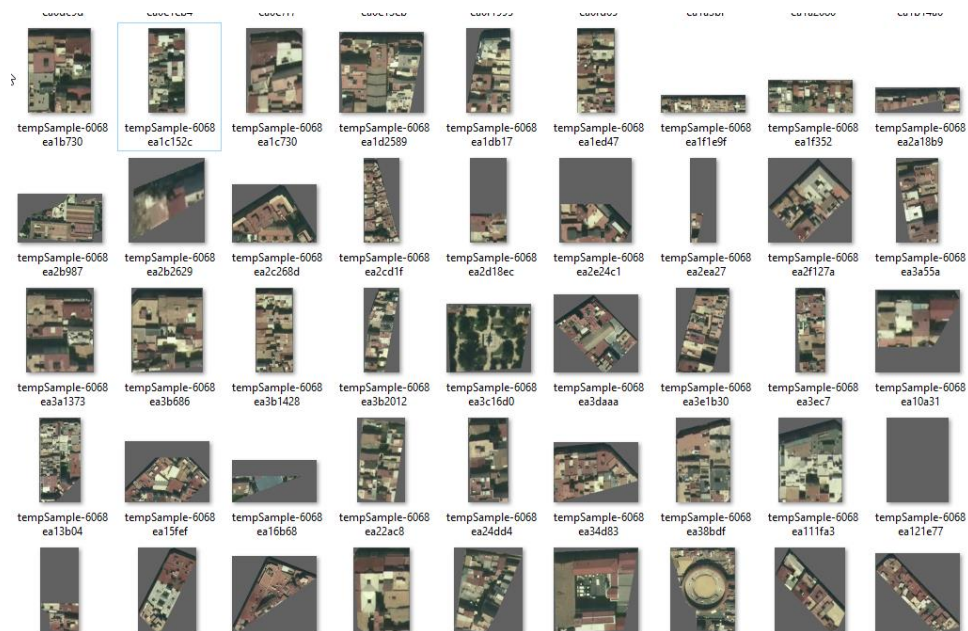 tempSample-6068 tempSample-6068 tempSample-6068 tempSample-6068 tempSample-6068 tempSample-6068 tempSample-6068 tempSample-6068 tempSample-6068
ea1b730 ea1c152c ea1c730 ea1d2589 ea1db17 ea1ed47 ea1f1e9f ea1f352 ea2a18b9
tempSample-6068 tempSample-6068 tempSample-6068 tempSample-6068 tempSample-6068 tempSample-6068 tempSample-6068 tempSample-6068 tempSample-6068
ea2b987 ea2b2629 ea2c268d ea2cd1f ea2d18ec ea2e24c1 ea2ea27 ea2f127a ea3a55a
tempSample-6068 tempSample-6068 tempSample-6068 tempSample-6068 tempSample-6068 tempSample-6068 tempSample-6068 tempSample-6068 tempSample-6068
ea3a1373 ea3b686 ea3b1428 ea3b2012 ea3c16d0 ea3daaa ea3e1b30 ea3ec7 ea10a31
tempSample-6068 tempSample-6068 tempSample-6068 tempSample-6068 tempSample-6068 tempSample-6068 tempSample-6068 tempSample-6068 tempSample-6068
ea13b04 ea15fef ea16b68 ea22ac8 ea24dd4 ea34d83 ea38bdf ea111fa3 ea121e77